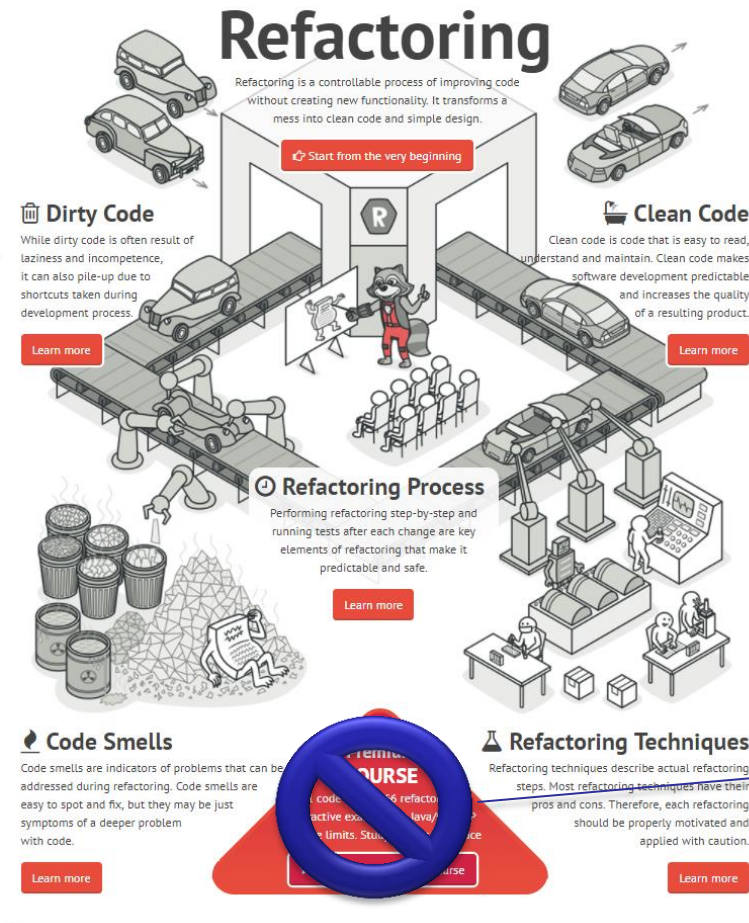 Refactoring
Refactoring is a controllable process of improving code
without creating new functionality. It transforms a
mess into clean code and simple design.
Start from the very beginning
R
Dirty Code
While dirty code is often result of
laziness and incompetence,
it can also pile-up due to
shortcuts taken during
development process.
Learn more
Clean Code
Clean code is code that is easy to read,
understand and maintain. Clean code makes
software development predictable
and increases the quality
of a resulting product.
Learn more
Refactoring Process
Performing refactoring step-by-step and
running tests after each change are key
elements of refactoring that make it
predictable and safe.
Learn more
Code Smells
Code smells are indicators of problems that can be
addressed during refactoring. Code smells are
easy to spot and fix, but they may be just
symptoms of a deeper problem
with code.
Learn more
code 66
limits.
Refactoring Techniques
Refactoring techniques describe actual refactoring
steps. Most refactoring techniques have their
pros and cons. Therefore, each refactoring
should be properly motivated and
applied with caution.
Learn more